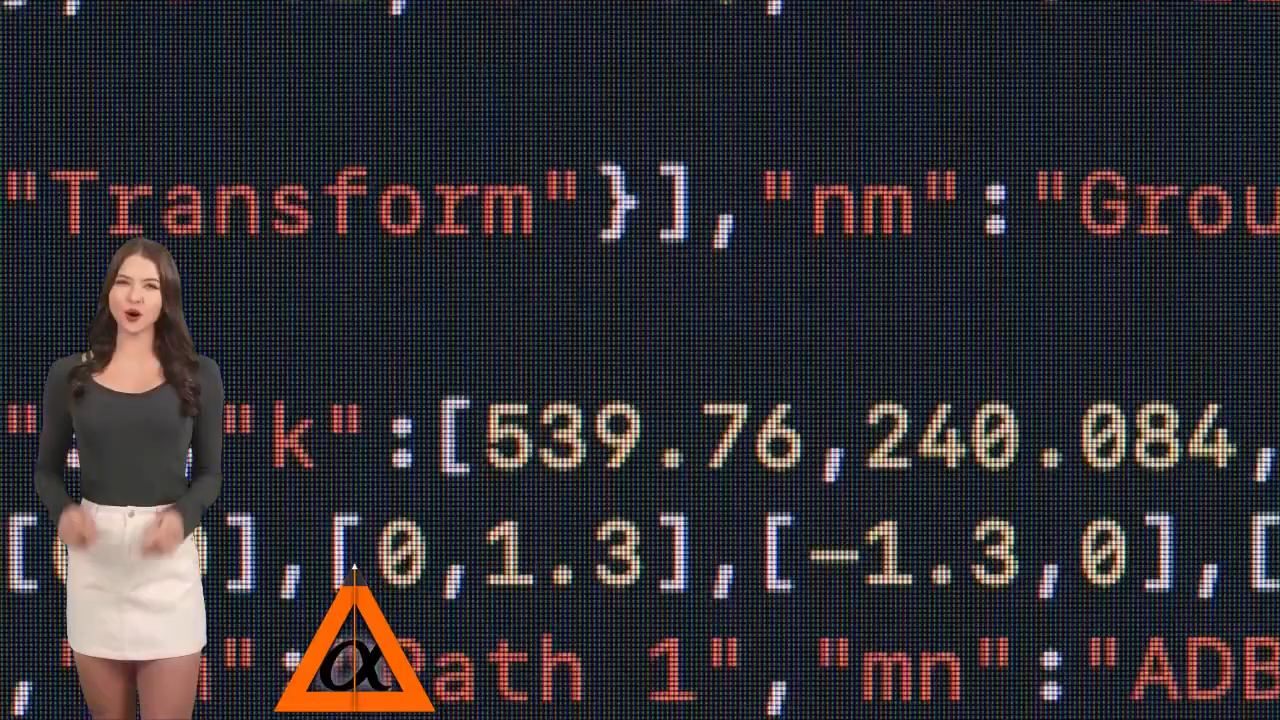 "Transform"}], "nm":"Grou
"k":[539.76,240.084,
],[0,1.3],[-1.3,0],[
Path 1", "mn":"ADB
α